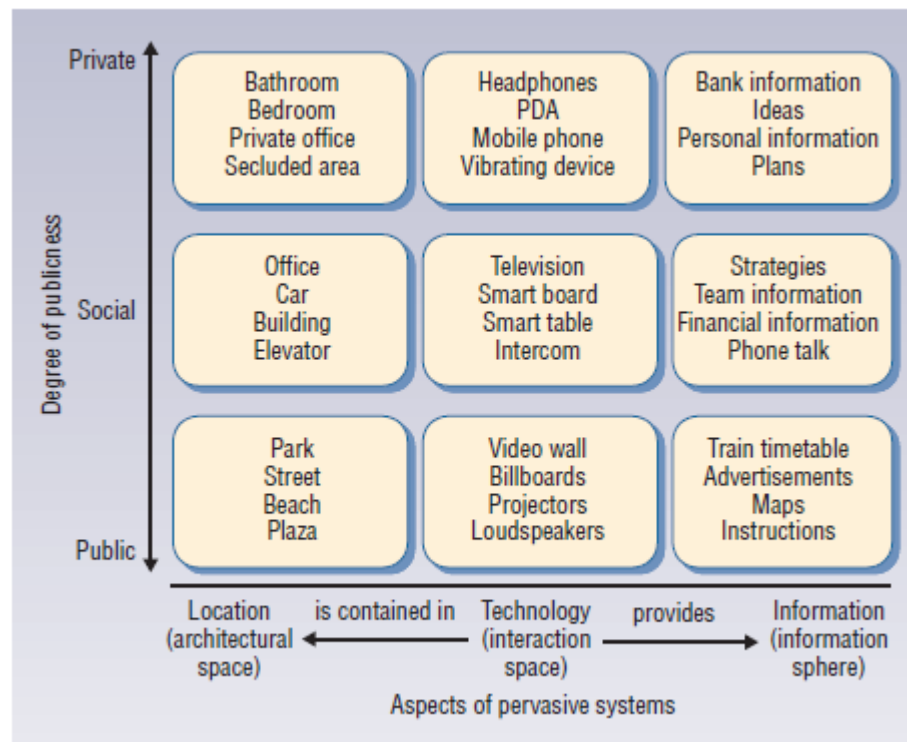 Private
Bathroom
Bedroom
Private office
Secluded area
Headphones
PDA
Mobile phone
Vibrating device
Bank information
Ideas
Personal information
Plans
Degree of publicness
Social
Office
Car
Building
Elevator
Television
Smart board
Smart table
Intercom
Strategies
Team information
Financial information
Phone talk
Park
Street
Beach
Plaza
Video wall
Billboards
Projectors
Loudspeakers
Train timetable
Advertisements
Maps
Instructions
Public
Location
(architectural
space)
is contained in
Technology
(interaction
space)
provides
Information
(information
sphere)
Aspects of pervasive systems